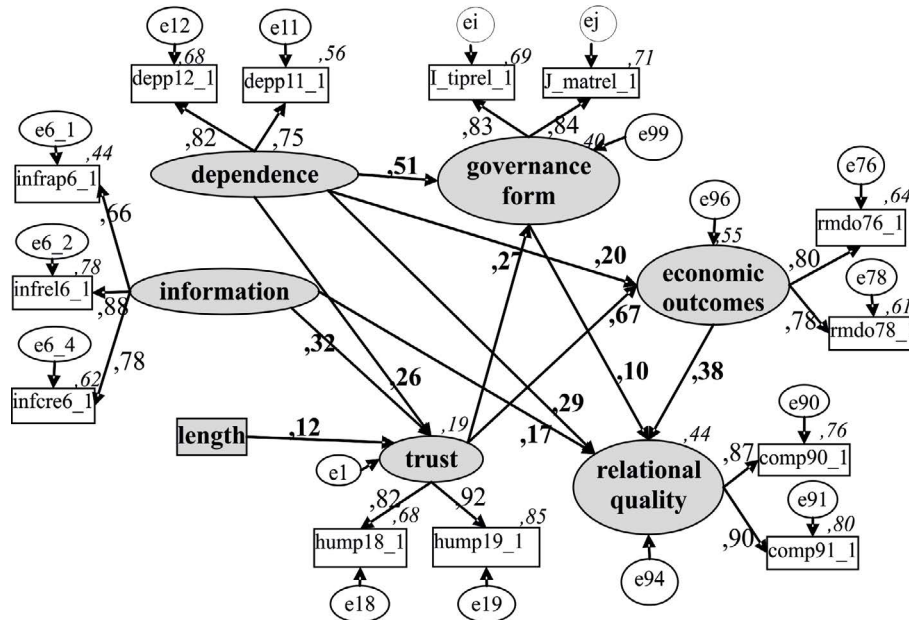 e12
e11
ei
ej
,68
,56
,69
,71
depp12_1
depp11_1
I_tiprel_1
J_matrel_1
e6_1
,82
,75
,83
,84
,40
e99
,44
infrap6_1
dependence
,51
governance
form
e96
e76
,66
,64
rmdo76_1
e6_2
,55
,78
infrel6_1
,88
information
,27
,20
economic
outcomes
,80
e78
,67
,78
,61
rmdo78_1
e6_4
,78
,62
infcre6_1
,32
,26
,10
,38
,29
length
,12
,19
,17
,44
e90
,76
e1
trust
relational
quality
,87
comp90_1
,82
,92
e91
,68
,85
,80
hump18_1
hump19_1
,90
comp91_1
e18
e19
e94